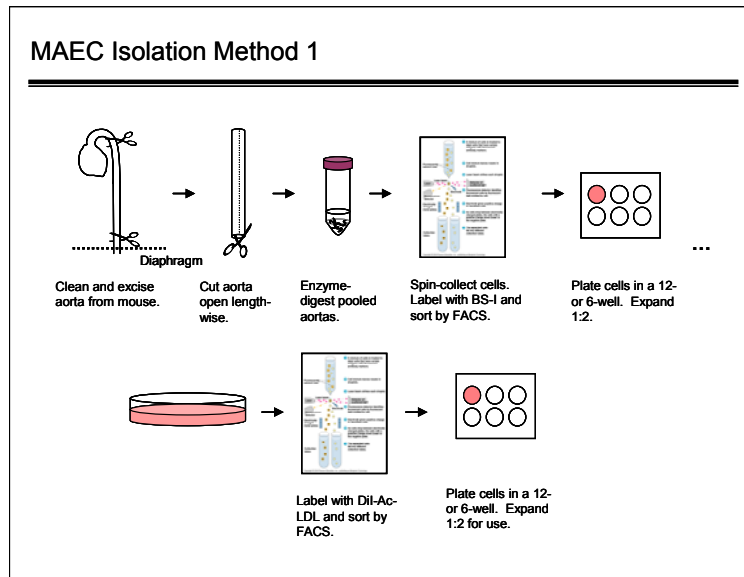 MAEC Isolation Method 1
Diaphragm
...
Clean and excise
aorta from mouse.
Cut aorta
open length-
wise.
Enzyme-
digest pooled
aortas.
Spin-collect cells.
Label with BS-I and
sort by FACS.
Plate cells in a 12-
or 6-well.  Expand
1:2.
Label with DiI-Ac-
LDL and sort by
FACS.
Plate cells in a 12-
or 6-well.  Expand
1:2 for use.